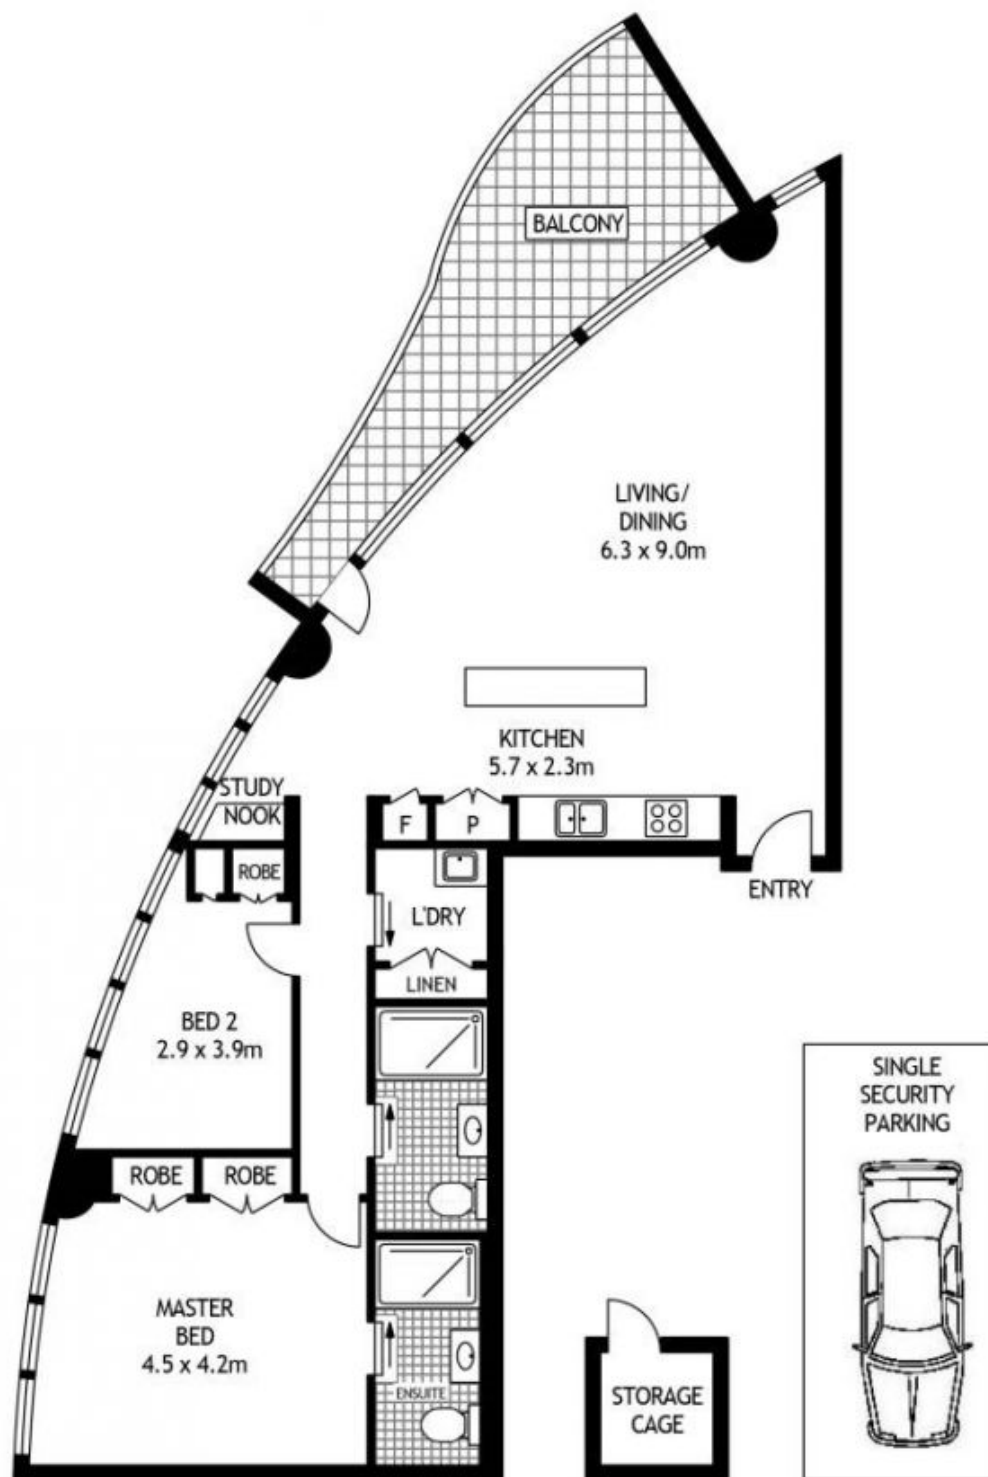 BALCONY
LIVING/
DINING
6.3 x 9.0m
KITCHEN
5.7 x 2.3m
STUDY
NOOK
F
P
ROBE
L'DRY
ENTRY
LINEN
BED 2
2.9 x 3.9m
SINGLE
SECURITY
PARKING
ROBE
ROBE
MASTER
BED
4.5 x 4.2m
ENSUITE
STORAGE
CAGE